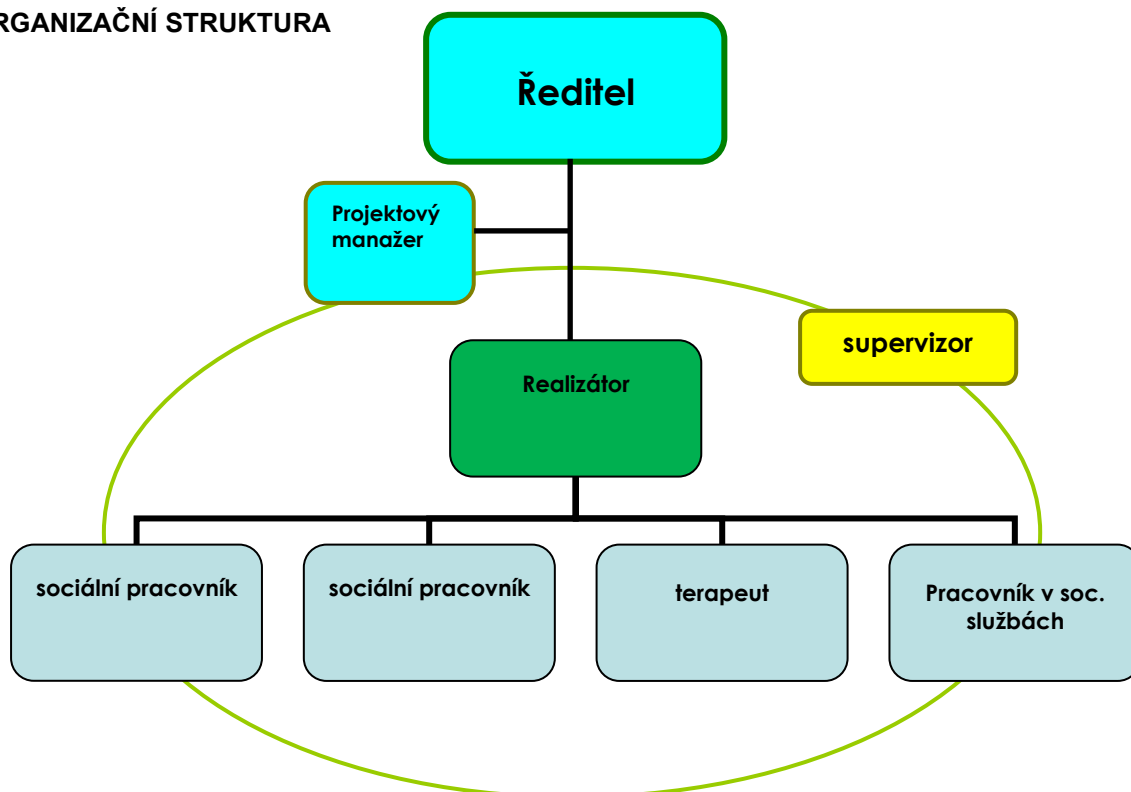 RGANIZAČNÍ STRUKTURA
Ředitel
Projektový
manažer
supervizor
Realizátor
sociální pracovník
sociální pracovník
terapeut
Pracovník v soc.
službách